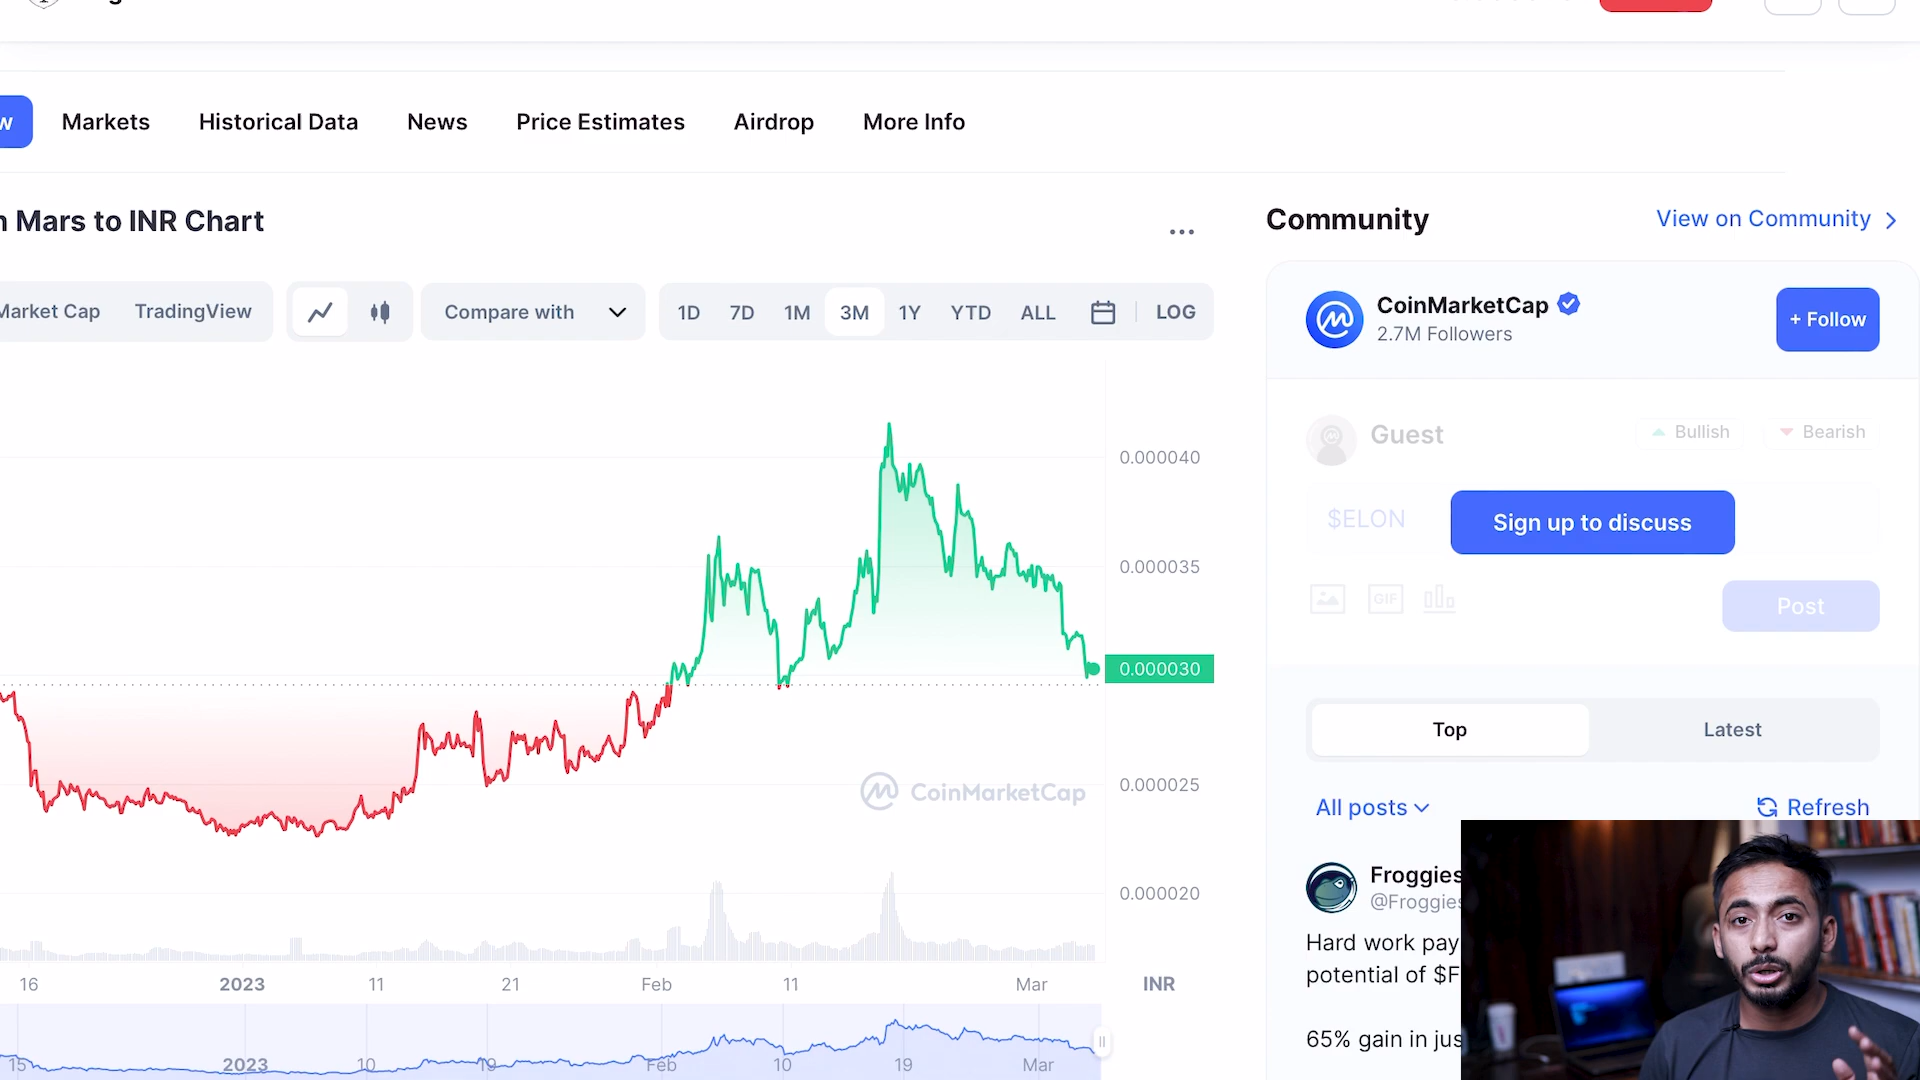 w Markets Historical Data News Price Estimates Airdrop More Info
n Mars to INR Chart
Community View on Community
Market Cap TradingView Compare with 1D 7D 1M 3M 1Y YTD ALL LOG
CoinMarketCap
2.7M Followers
+ Follow
Guest Bullish Bearish
$ELON Sign up to discuss
GIF
Post
0.000040
0.000035
0.000030
0.000025
0.000020
CoinMarketCap
Top Latest
All posts Refresh
Froggies
@Froggies
Hard work pay
potential of $F
65% gain in jus
16 2023 11 21 Feb 11 Mar INR
15 2023 10 19 Feb 10 19 Mar